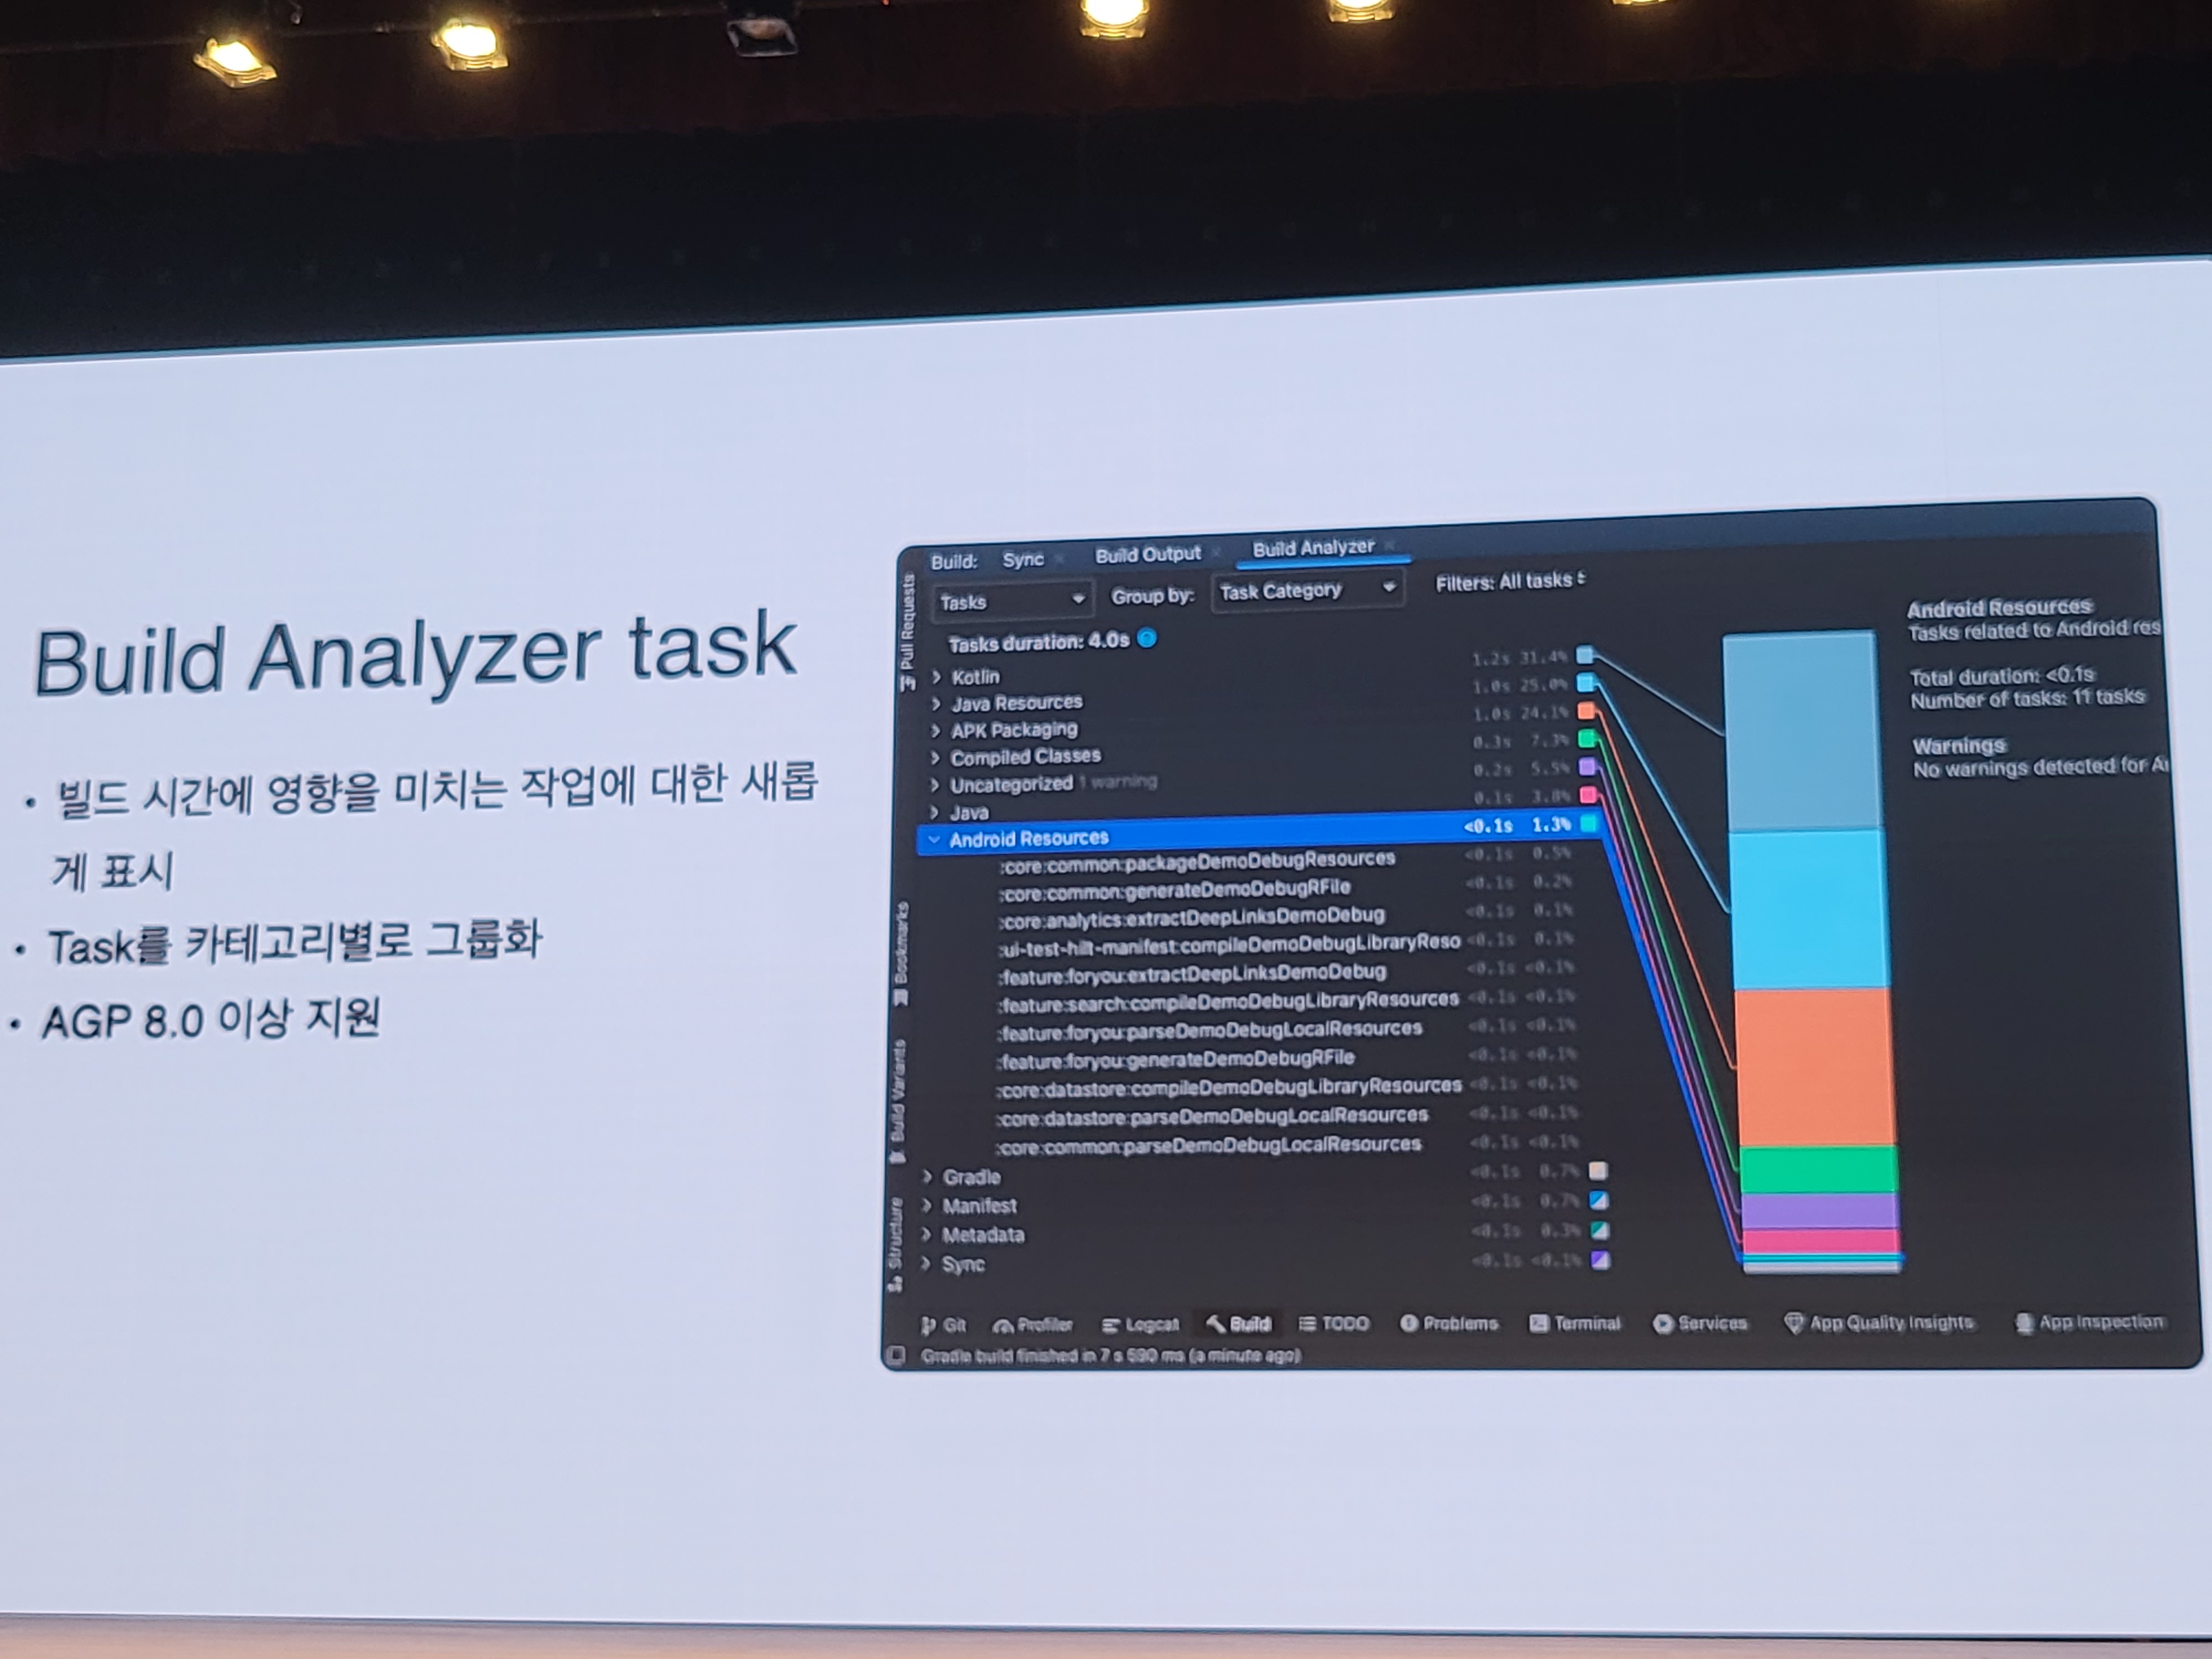 Build Analyzer task
• 빌드 시간에 영향을 미치는 작업에 대한 새롭
게 표시
• Task를 카테고리별로 그룹화
• AGP 8.0 이상 지원
Build: Sync Build Output Build Analyzer
Tasks Group by: Task Category Filters: All tasks
Tasks duration: 4.0s
Kotlin 1.2s 31.4%
Java Resources 1.0s 25.0%
APK Packaging 1.0s 24.1%
Compiled Classes 0.3s 7.3%
Uncategorized 1 warning 0.2s 5.5%
Java 0.1s 3.8%
Android Resources <0.1s 1.3%
:core:common:packageDemoDebugResources <0.1s 0.5%
:core:common:generateDemoDebugRFile <0.1s 0.2%
:core:analytics:extractDeepLinksDemoDebug <0.1s 0.1%
:ui-test-hilt-manifest:compileDemoDebugLibraryReso <0.1s 0.1%
:feature:foryou:extractDeepLinksDemoDebug <0.1s <0.1%
:feature:search:compileDemoDebugLibraryResources <0.1s <0.1%
:feature:foryou:parseDemoDebugLocalResources <0.1s <0.1%
:feature:foryou:generateDemoDebugRFile <0.1s <0.1%
:core:datastore:compileDemoDebugLibraryResources <0.1s <0.1%
:core:datastore:parseDemoDebugLocalResources <0.1s <0.1%
:core:common:parseDemoDebugLocalResources <0.1s <0.1%
Gradle <0.1s 0.7%
Manifest <0.1s 0.7%
Metadata <0.1s 0.3%
Sync <0.1s <0.1%
Android Resources
Tasks related to Android res
Total duration: <0.1s
Number of tasks: 11 tasks
Warnings
No warnings detected for
Pull Requests
Bookmarks
Build Variants
Structure
Git Profiler Logcat Build TODO Problems Terminal Services App Quality Insights App Inspection
Gradle build finished in 7 s 590 ms (a minute ago)